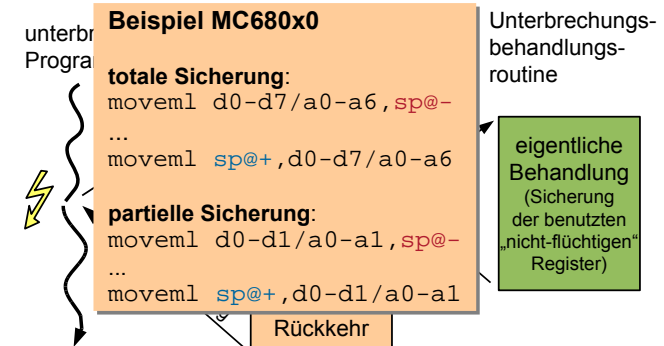 Beispiel MC680x0
totale Sicherung:
moveml d0-d7/a0-a6,sp@-
...
moveml sp@+,d0-d7/a0-a6
partielle Sicherung:
moveml d0-d1/a0-a1,sp@-
...
moveml sp@+,d0-d1/a0-a1
Unterbrechungs-
behandlungs-
routine
eigentliche
Behandlung
(Sicherung
der benutzten
„nicht-flüchtigen“
Register)
Rückkehr